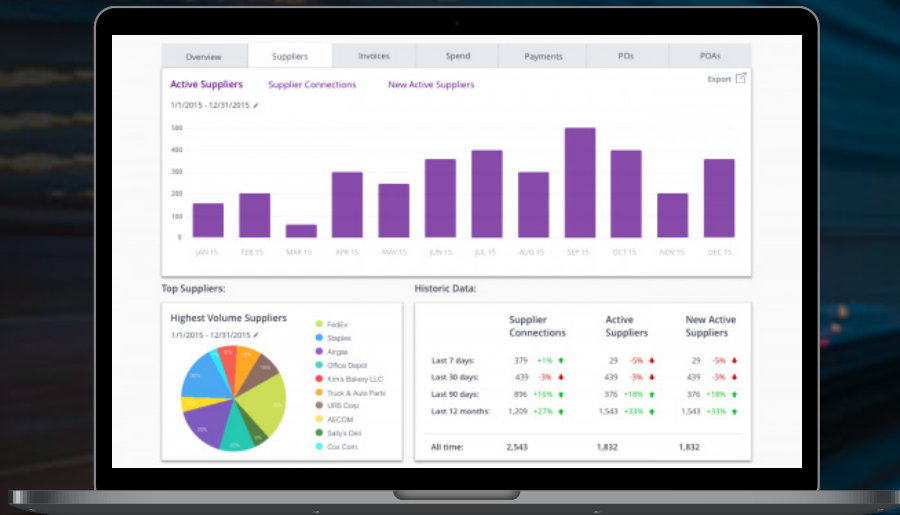 Overview Suppliers Invoices Spend Payments POs POAs
Active Suppliers Supplier Connections New Active Suppliers Export
1/1/2015 - 12/31/2015
500
400
300
200
100
0
JAN 15 FEB 15 MAR 15 APR 15 MAY 15 JUN 15 JUL 15 AUG 15 SEP 15 OCT 15 NOV 15 DEC 15
Top Suppliers:
Highest Volume Suppliers
1/1/2015 - 12/31/2015
FedEx
Staples
Airgas
Office Depot
Kim's Bakery LLC
Truck & Auto Parts
URS Corp
AECOM
Sally's Deli
Cox Com
Historic Data:
Supplier Connections Active Suppliers New Active Suppliers
Last 7 days: 379 +1% 29 -5% 29 -5%
Last 30 days: 439 -3% 439 -3% 439 -3%
Last 90 days: 896 +16% 376 +18% 376 +18%
Last 12 months: 1,209 +27% 1,543 +33% 1,543 +33%
All time: 2,543 1,832 1,832